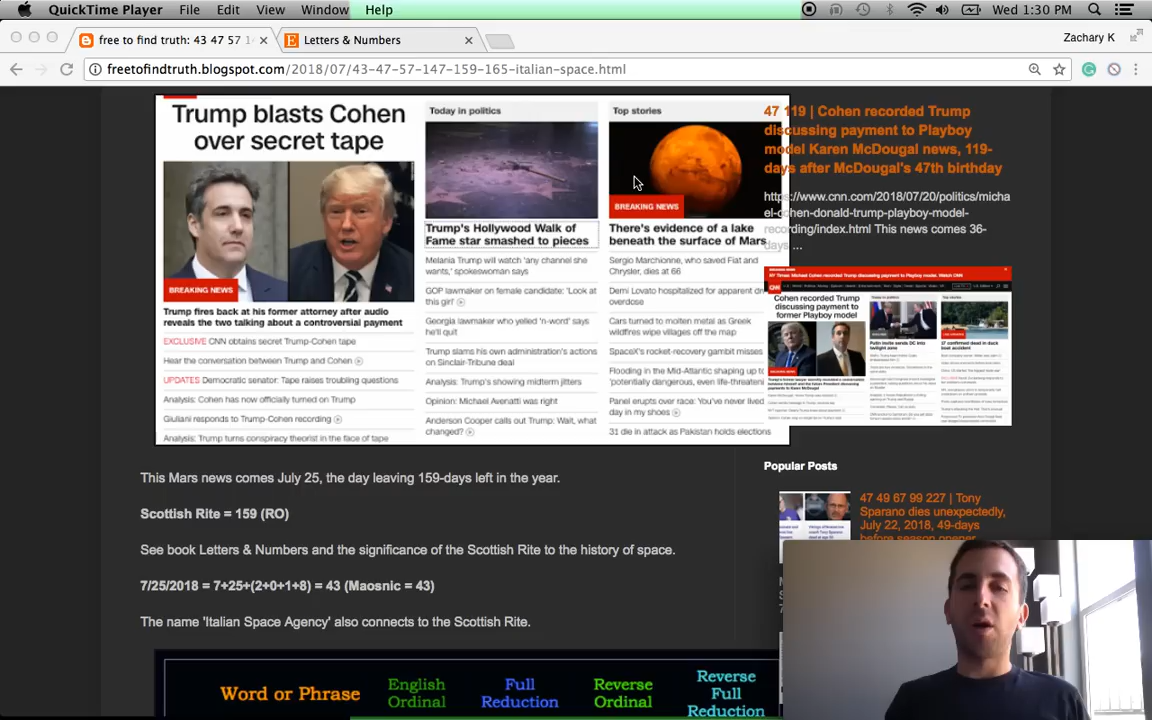 QuickTime Player File Edit View Window Help Wed 1:30 PM
free to find truth: 43 47 57 1 Letters & Numbers Zachary K
freetofindtruth.blogspot.com/2018/07/43-47-57-147-159-165-italian-space.html
Trump blasts Cohen
over secret tape
BREAKING NEWS
Trump fires back at his former attorney after audio
reveals the two talking about a controversial payment
EXCLUSIVE CNN obtains secret Trump-Cohen tape
Hear the conversation between Trump and Cohen
UPDATES Democratic senator: Tape raises troubling questions
Analysis: Cohen has now officially turned on Trump
Giuliani responds to Trump-Cohen recording
Analysis: Trump turns conspiracy theorist in the face of tape
Today in politics
Trump's Hollywood Walk of
Fame star smashed to pieces
Melania Trump will 'watch any channel she
wants,' spokeswoman says
GOP lawmaker on female candidate: 'Look at
this girl'
Georgia lawmaker who yelled 'n-word' says
he'll quit
Trump slams his own administration's actions
on Sinclair-Tribune deal
Analysis: Trump's showing midterm jitters
Opinion: Michael Avenatti was right
Anderson Cooper calls out Trump: Wait, what
changed?
Top stories
BREAKING NEWS
There's evidence of a lake
beneath the surface of Mars
Sergio Marchionne, who saved Fiat and
Chrysler, dies at 66
Demi Lovato hospitalized for apparent
overdose
Cars turned to molten metal as Greek
wildfires wipe villages off the map
SpaceX's rocket-recovery gambit misses
Flooding in the Mid-Atlantic shaping up to
'potentially dangerous, even life-threateni
Panel erupts over race: 'You've never lived
day in my shoes
31 die in attack as Pakistan holds elections
47 119 | Cohen recorded Trump
discussing payment to Playboy
model Karen McDougal news, 119-
days after McDougal's 47th birthday
https://www.cnn.com/2018/07/20/politics/micha
el-cohen-donald-trump-playboy-model-
recording/index.html This news comes 36-
days ...
Cohen recorded Trump
discussing payment to
former Playboy model
Popular Posts
47 49 67 99 227 | Tony
Sparano dies unexpectedly,
July 22, 2018, 49-days
before season opener
This Mars news comes July 25, the day leaving 159-days left in the year.
Scottish Rite = 159 (RO)
See book Letters & Numbers and the significance of the Scottish Rite to the history of space.
7/25/2018 = 7+25+(2+0+1+8) = 43 (Maosnic = 43)
The name 'Italian Space Agency' also connects to the Scottish Rite.
Word or Phrase
English
Ordinal
Full
Reduction
Reverse
Ordinal
Reverse
Full
Reduction